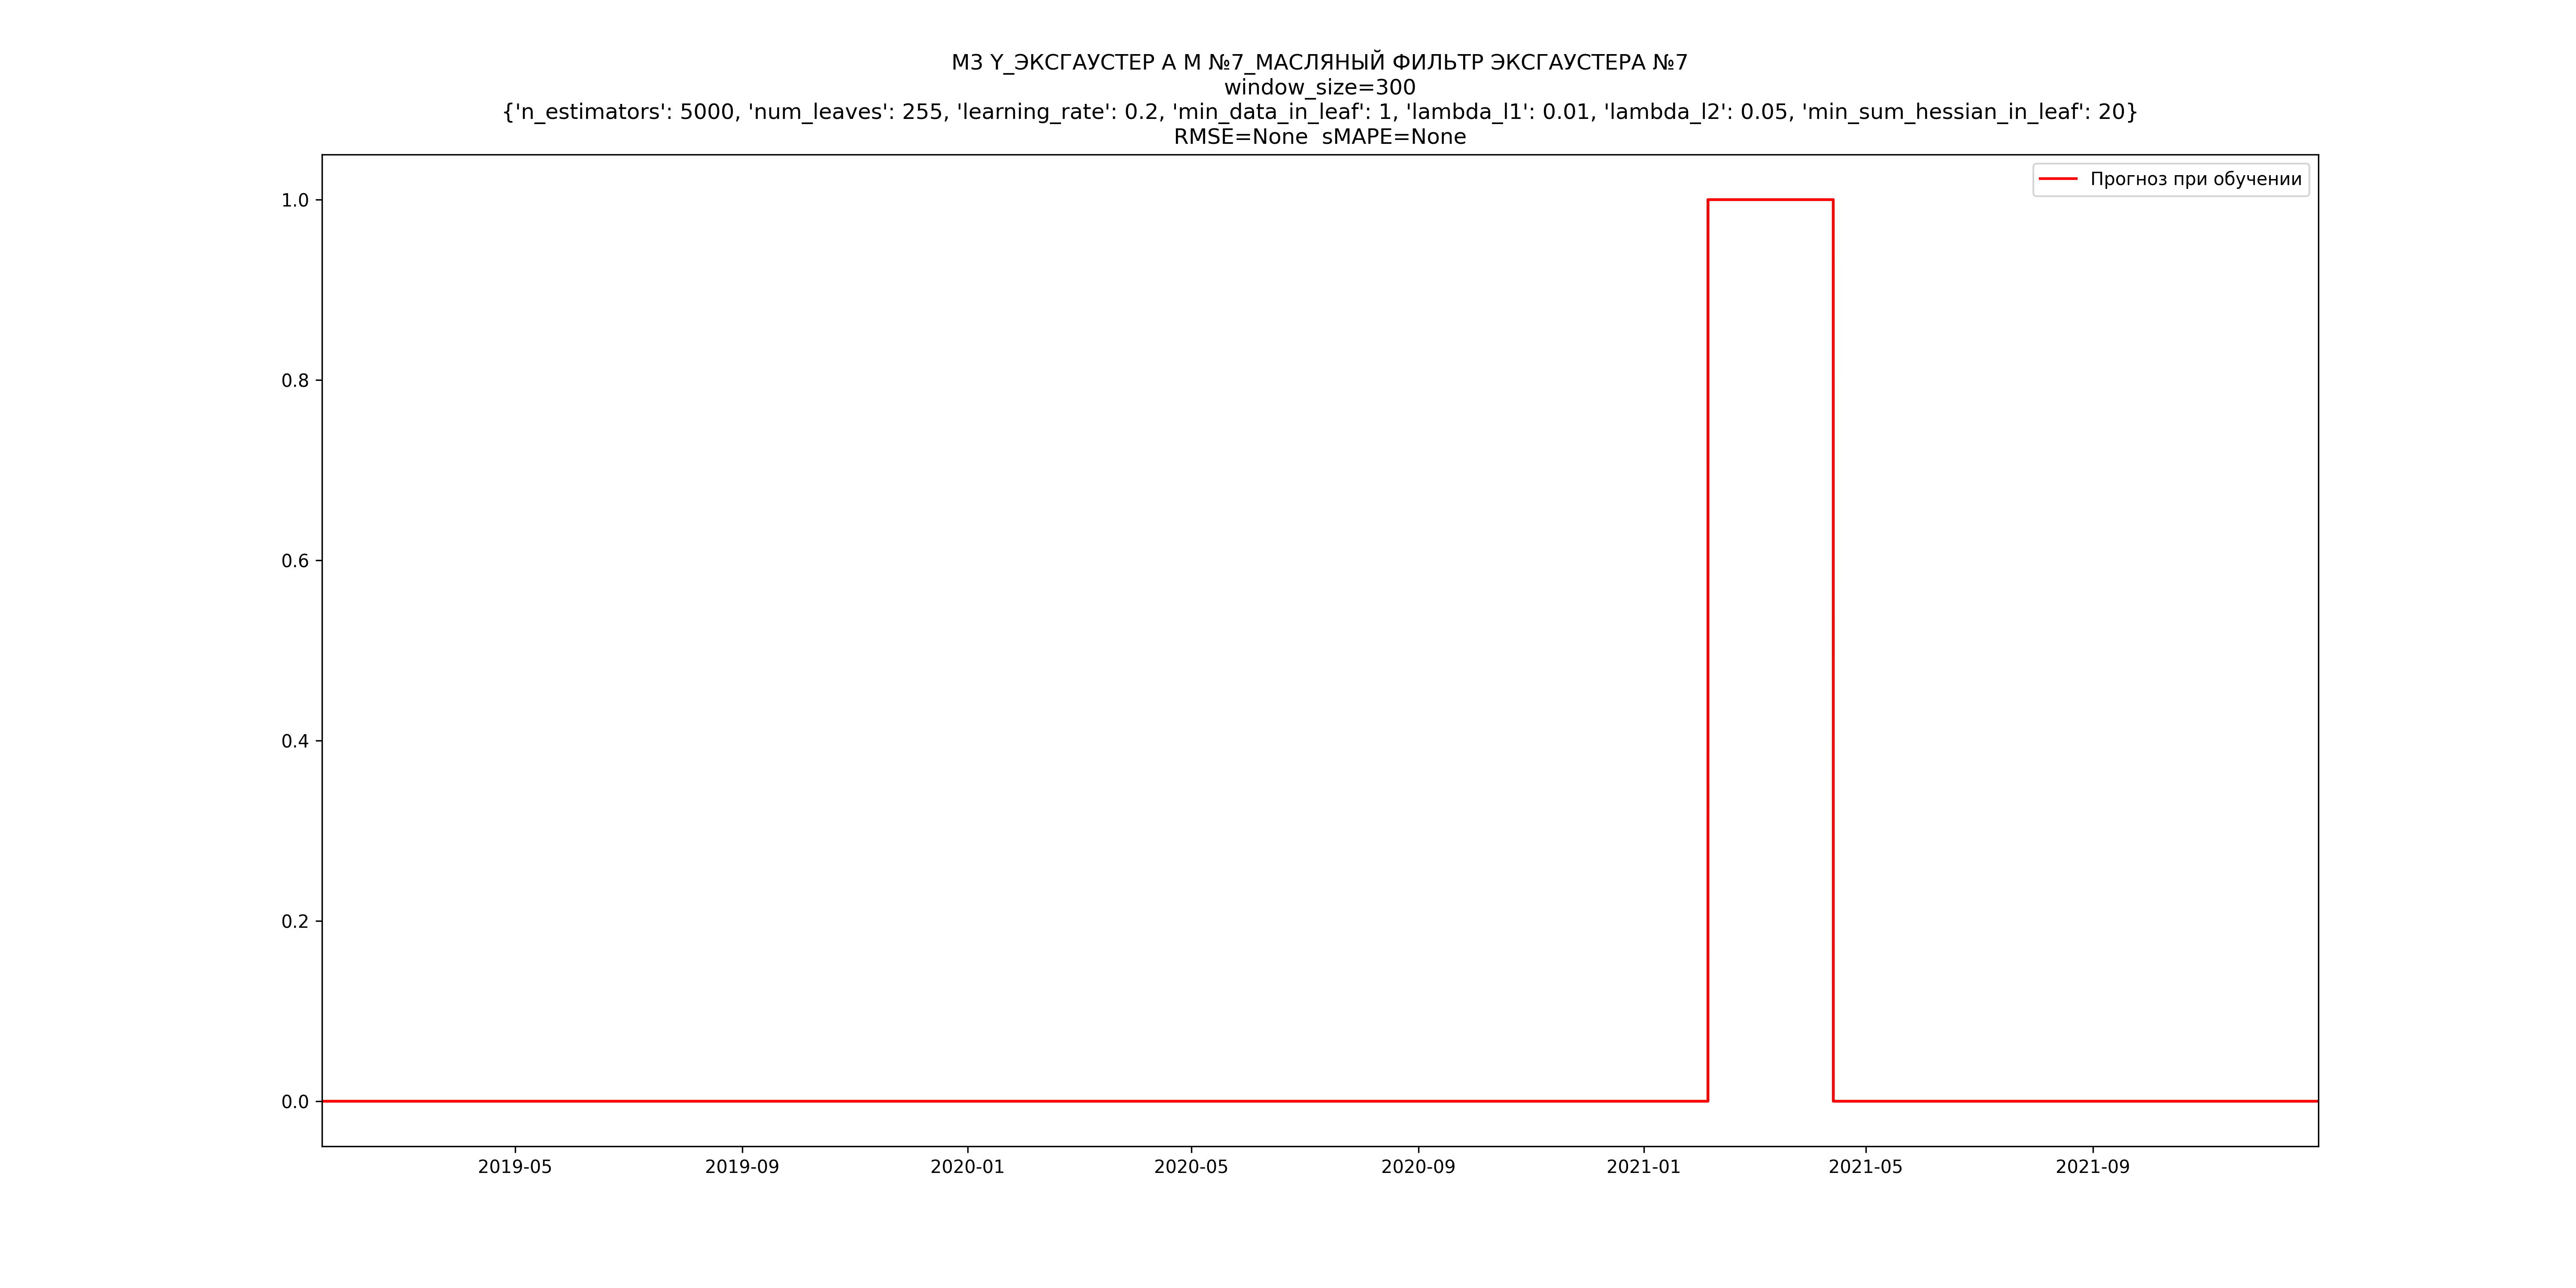 М3 Y_ЭКСГАУСТЕР А М №7_МАСЛЯНЫЙ ФИЛЬТР ЭКСГАУСТЕРА №7
window_size=300
{'n_estimators': 5000, 'num_leaves': 255, 'learning_rate': 0.2, 'min_data_in_leaf': 1, 'lambda_l1': 0.01, 'lambda_l2': 0.05, 'min_sum_hessian_in_leaf': 20}
RMSE=None  sMAPE=None
Прогноз при обучении
1.0
0.8
0.6
0.4
0.2
0.0
2019-05 2019-09 2020-01 2020-05 2020-09 2021-01 2021-05 2021-09